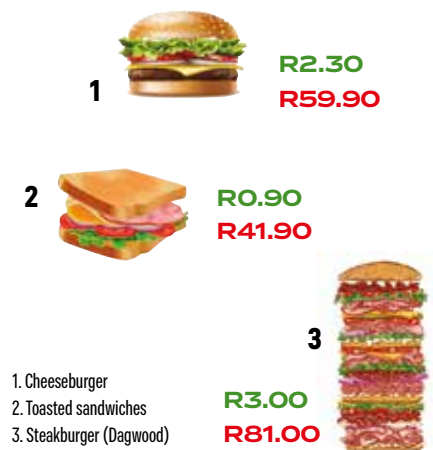 1
R2.30
R59.90
2
R0.90
R41.90
3
1. Cheeseburger
2. Toasted sandwiches
3. Steakburger (Dagwood)
R3.00
R81.00